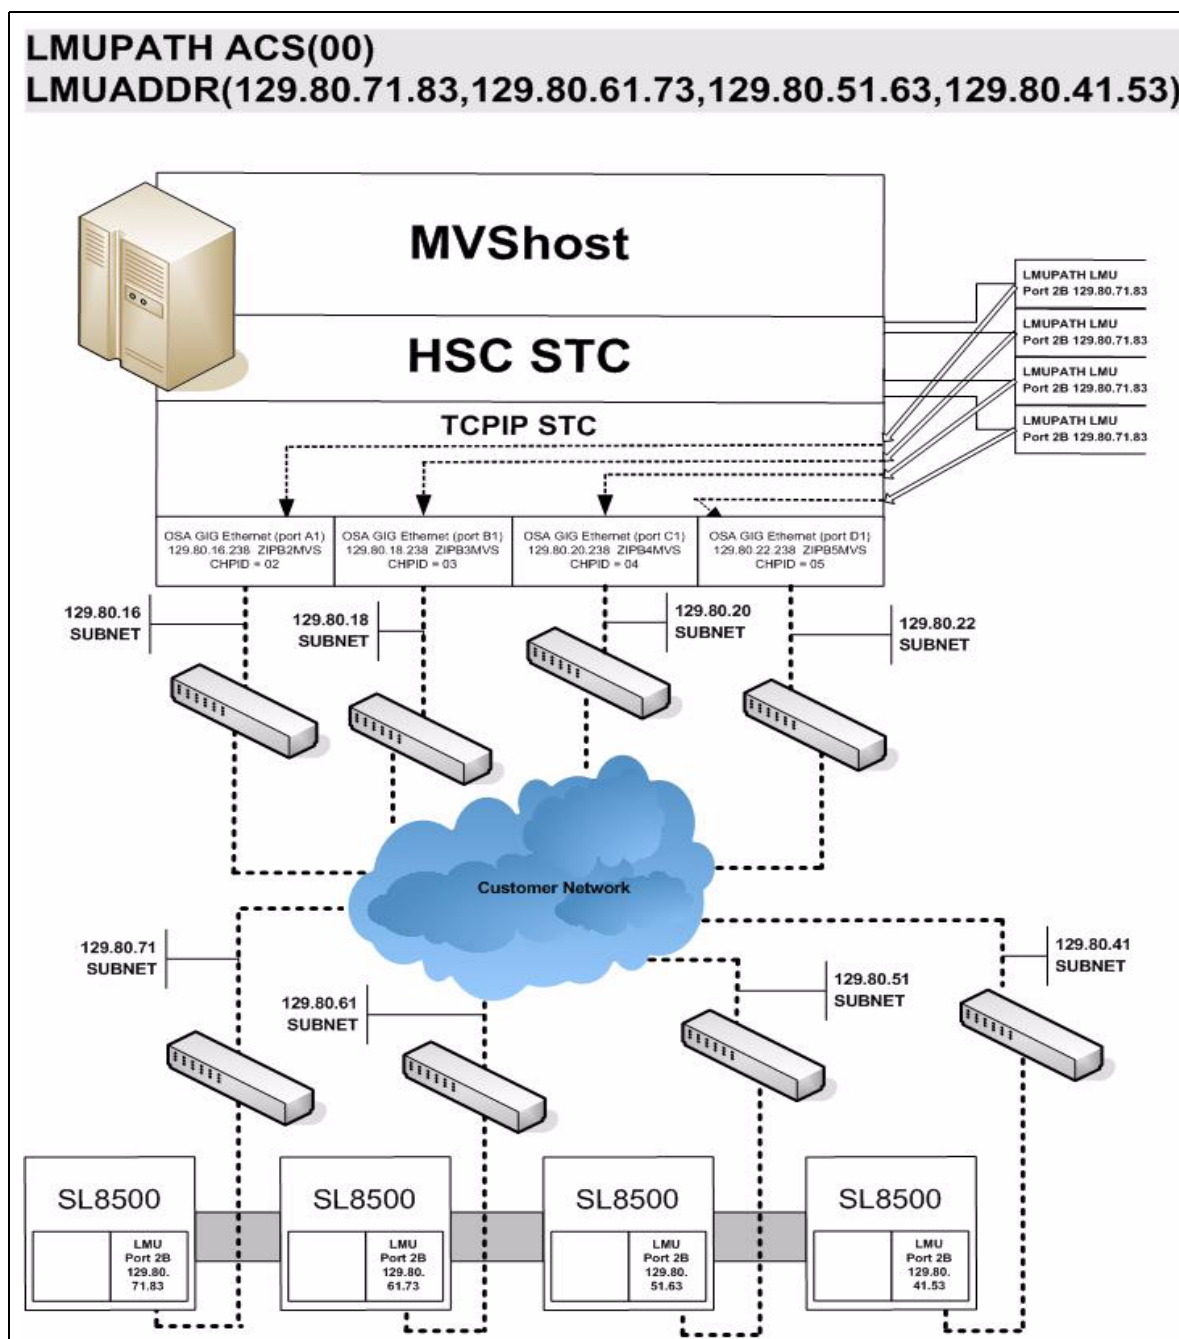 LMUPATH ACS(00)
LMUADDR(129.80.71.83,129.80.61.73,129.80.51.63,129.80.41.53)
MVShost
HSC STC
TCPIP STC
LMUPATH LMU
Port 2B 129.80.71.83
LMUPATH LMU
Port 2B 129.80.71.83
LMUPATH LMU
Port 2B 129.80.71.83
LMUPATH LMU
Port 2B 129.80.71.83
OSA GIG Ethernet (port A1)
129.80.16.238 ZIPB2MVS
CHPID = 02
OSA GIG Ethernet (port B1)
129.80.18.238 ZIPB3MVS
CHPID = 03
OSA GIG Ethernet (port C1)
129.80.20.238 ZIPB4MVS
CHPID = 04
OSA GIG Ethernet (port D1)
129.80.22.238 ZIPB5MVS
CHPID = 05
129.80.16
SUBNET
129.80.18
SUBNET
129.80.20
SUBNET
129.80.22
SUBNET
Customer Network
129.80.71
SUBNET
129.80.61
SUBNET
129.80.51
SUBNET
129.80.41
SUBNET
SL8500
LMU
Port 2B
129.80.
71.83
SL8500
LMU
Port 2B
129.80.
61.73
SL8500
LMU
Port 2B
129.80.
51.63
SL8500
LMU
Port 2B
129.80.
41.53